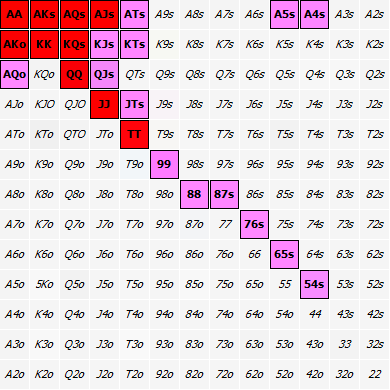 AA AKs AQs AJs ATs A9s A8s A7s A6s A5s A4s A3s A2s
AKo KK KQs KJs KTs K9s K8s K7s K6s K5s K4s K3s K2s
AQo KQo QQ QJs QTs Q9s Q8s Q7s Q6s Q5s Q4s Q3s Q2s
AJo KJO QJO JJ JTs J9s J8s J7s J6s J5s J4s J3s J2s
ATo KTo QTO JTo TT T9s T8s T7s T6s T5s T4s T3s T2s
A9o K9o Q9o J9o T9o 99 98s 97s 96s 95s 94s 93s 92s
A8o K8o Q8o J8o T8o 98o 88 87s 86s 85s 84s 83s 82s
A7o K7o Q7o J7o T7o 97o 87o 77 76s 75s 74s 73s 72s
A6o K6o Q6o J6o T6o 96o 86o 76o 66 65s 64s 63s 62s
A5o 5Ko Q5o J5o T5o 95o 85o 75o 65o 55 54s 53s 52s
A4o K4o Q4o J4o T4o 94o 84o 74o 64o 54o 44 43s 42s
A3o K3o Q3o J3o T3o 93o 83o 73o 63o 53o 43o 33 32s
A2o K2o Q2o J2o T2o 92o 82o 72o 62o 52o 42o 32o 22